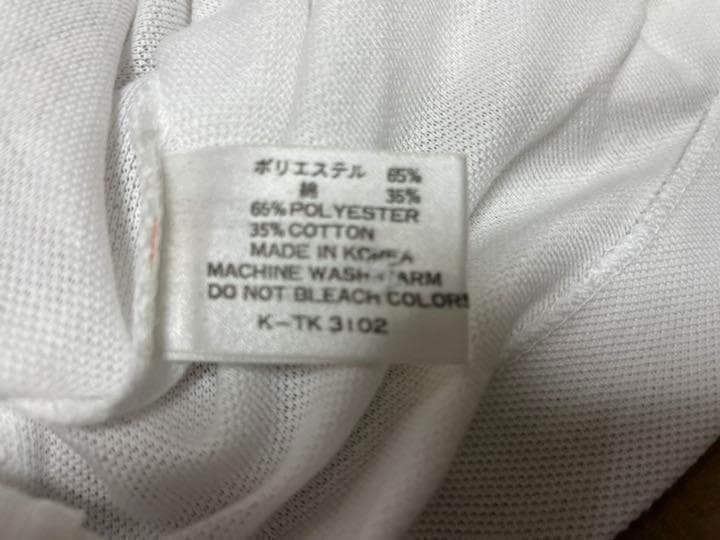 ポリエステル 65%
綿 35%
65% POLYESTER
35% COTTON
MADE IN KOREA
MACHINE WASH WARM
DO NOT BLEACH COLORS
K-TK 3102